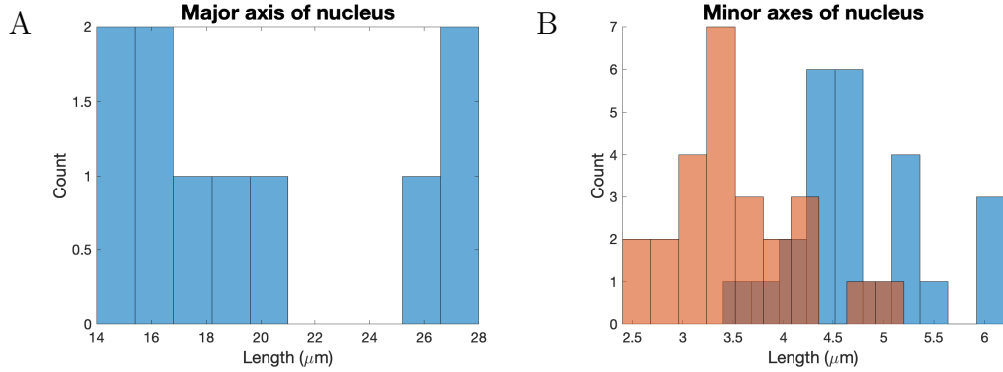 A
Major axis of nucleus
Count
2
1.5
1
0.5
0
14 16 18 20 22 24 26 28
Length (μm)
B
Minor axes of nucleus
Count
7
6
5
4
3
2
1
0
2.5 3 3.5 4 4.5 5 5.5 6
Length (μm)